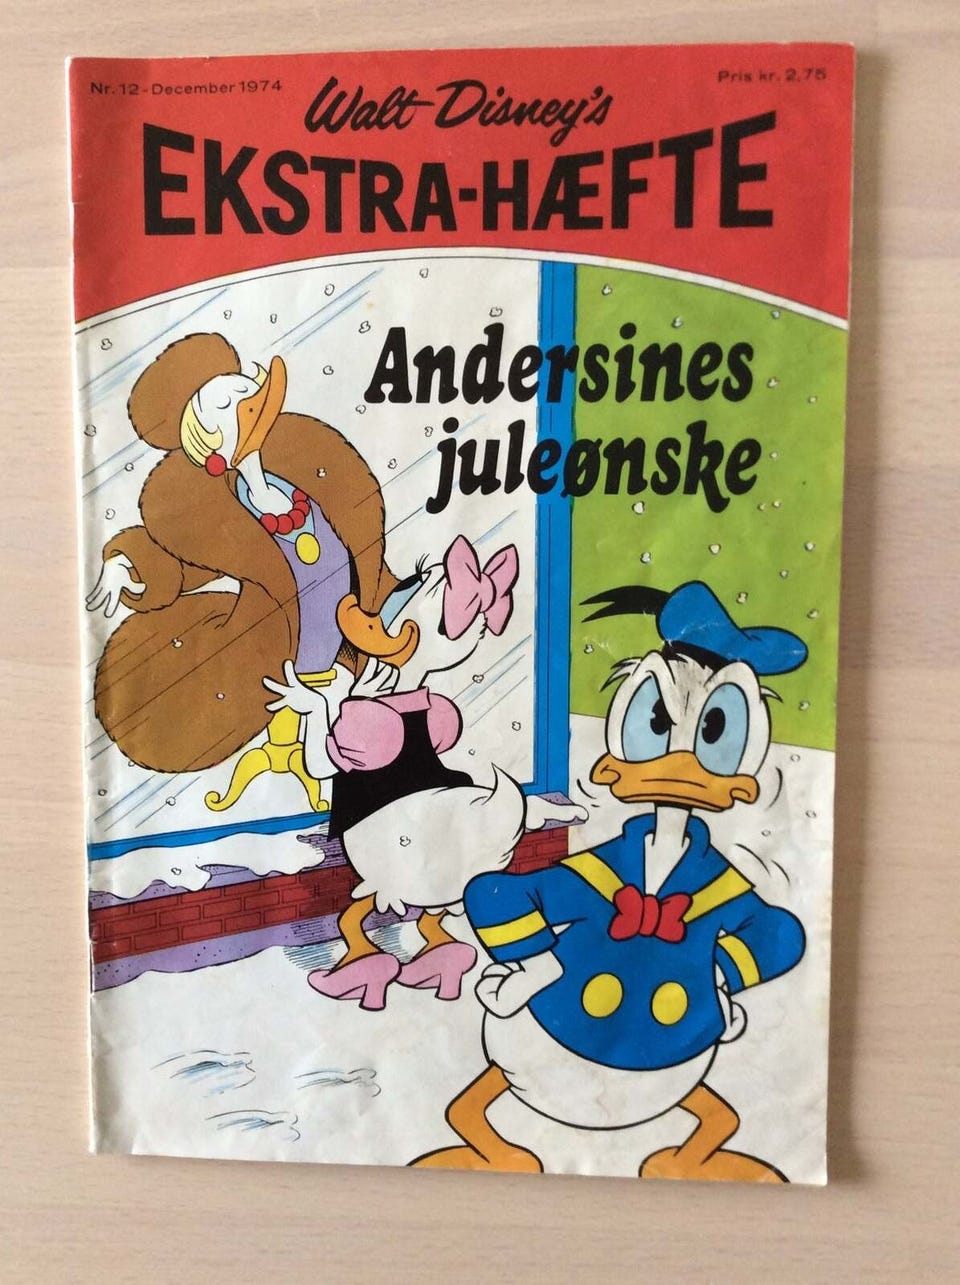 Nr. 12 - December 1974
Pris kr. 2,75
Walt Disney's
EKSTRA-HÆFTE
Andersines
juleønske